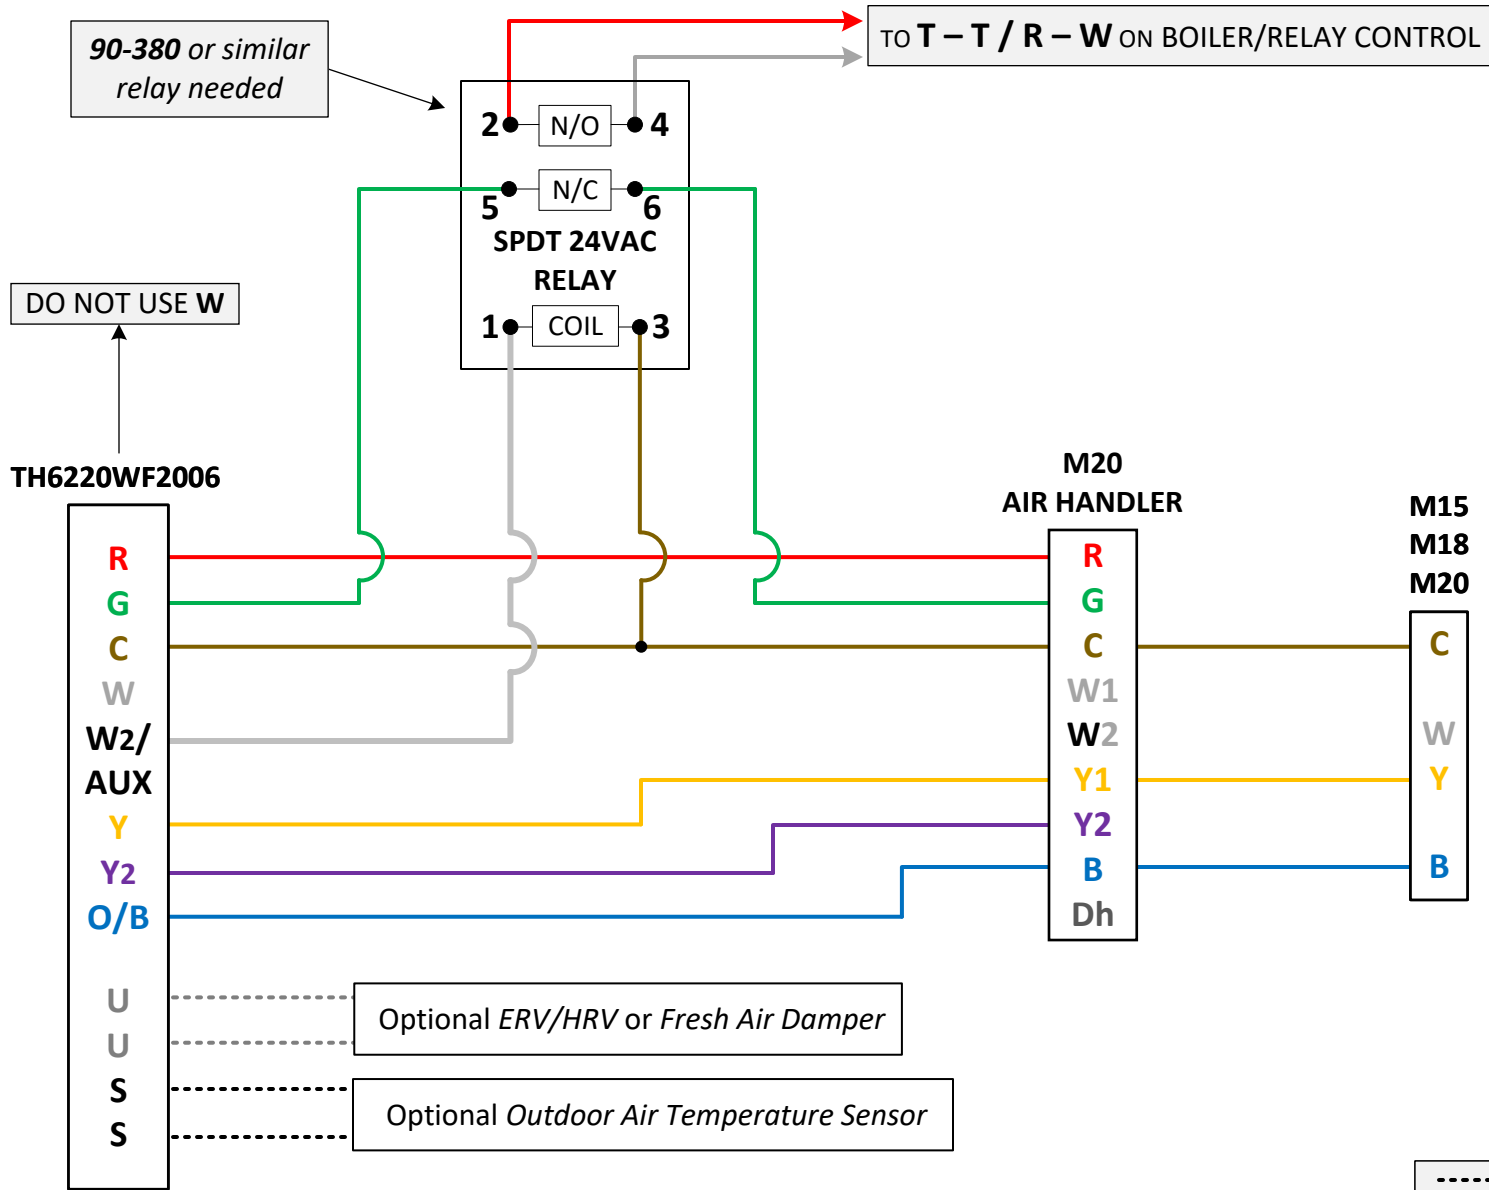 90-380 or similar
relay needed
TO T – T / R – W ON BOILER/RELAY CONTROL
2 N/O 4
N/C
5 6
SPDT 24VAC
RELAY
1 COIL 3
DO NOT USE W
TH6220WF2006
R
G
C
W
W2/
AUX
Y
Y2
O/B
U
U
S
S
M20
AIR HANDLER
R
G
C
W1
W2
Y1
Y2
B
Dh
M15
M18
M20
C
W
Y
B
Optional ERV/HRV or Fresh Air Damper
Optional Outdoor Air Temperature Sensor